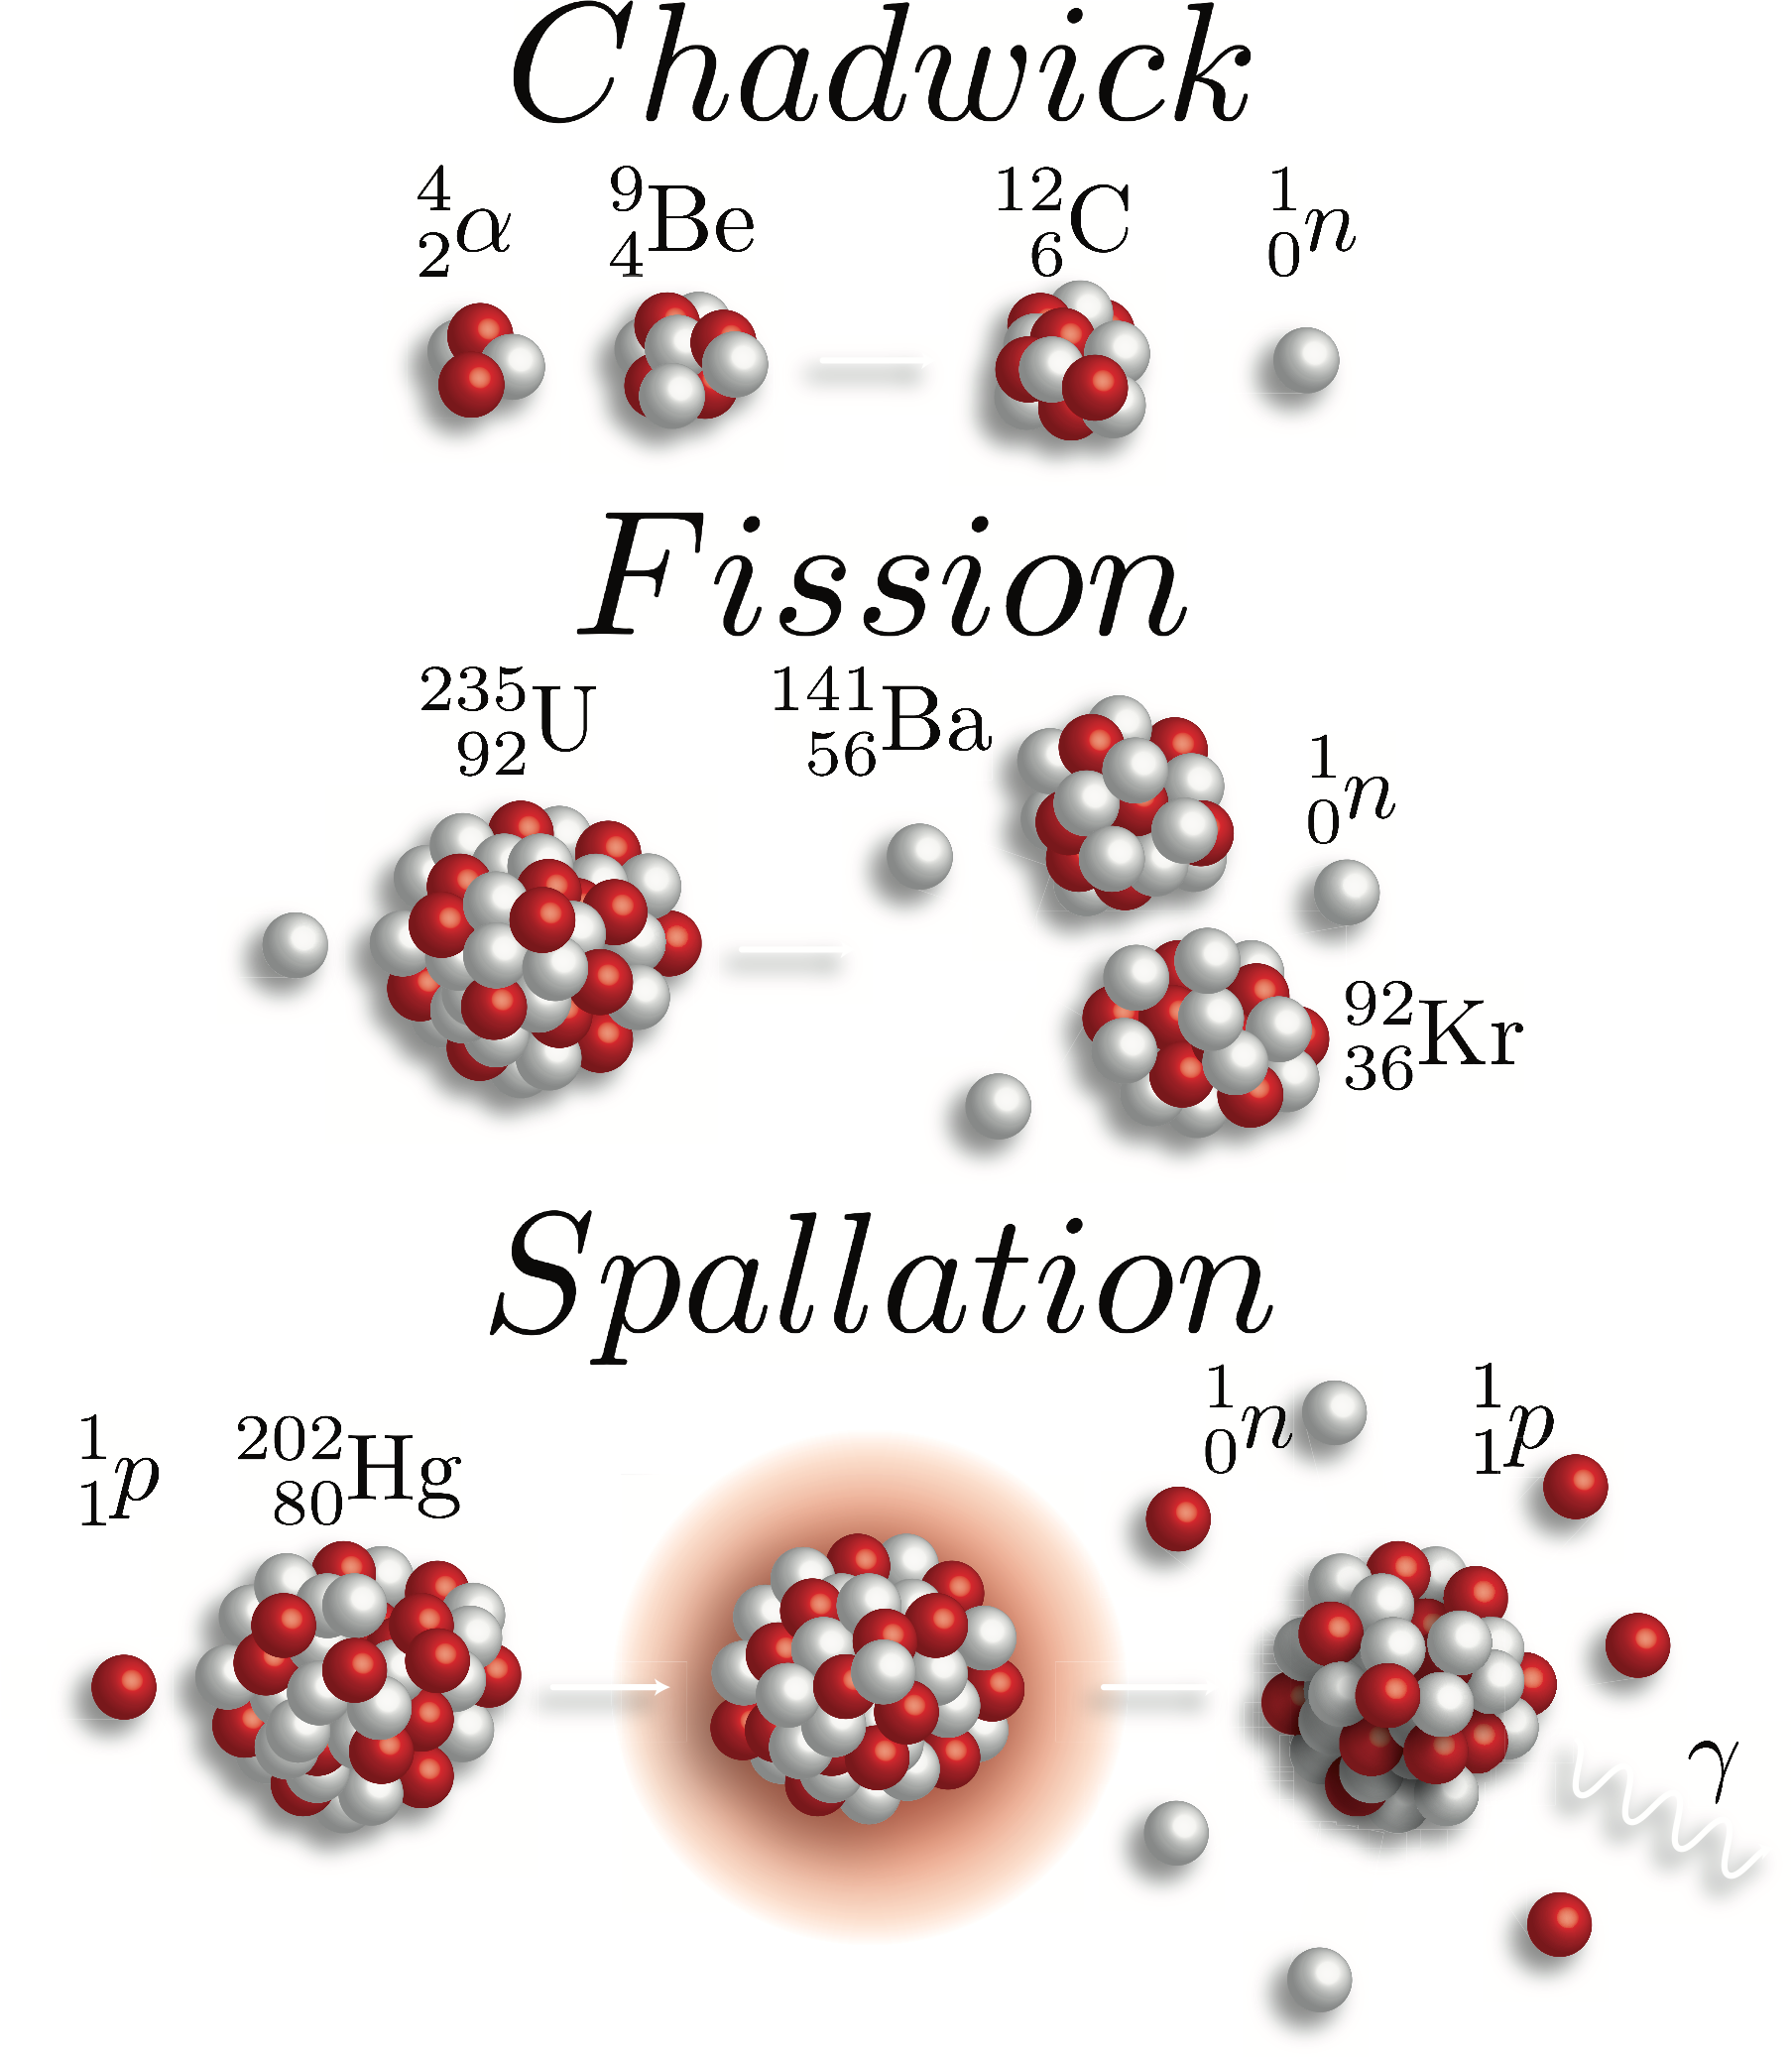 Chadwick
⁴₂α ⁹₄Be ¹²₆C ¹₀n
Fission
²³⁵₉₂U ¹⁴¹₅₆Ba
¹₀n
⁹²₃₆Kr
Spallation
¹₁p ²⁰²₈₀Hg ¹₀n ¹₁p
γ